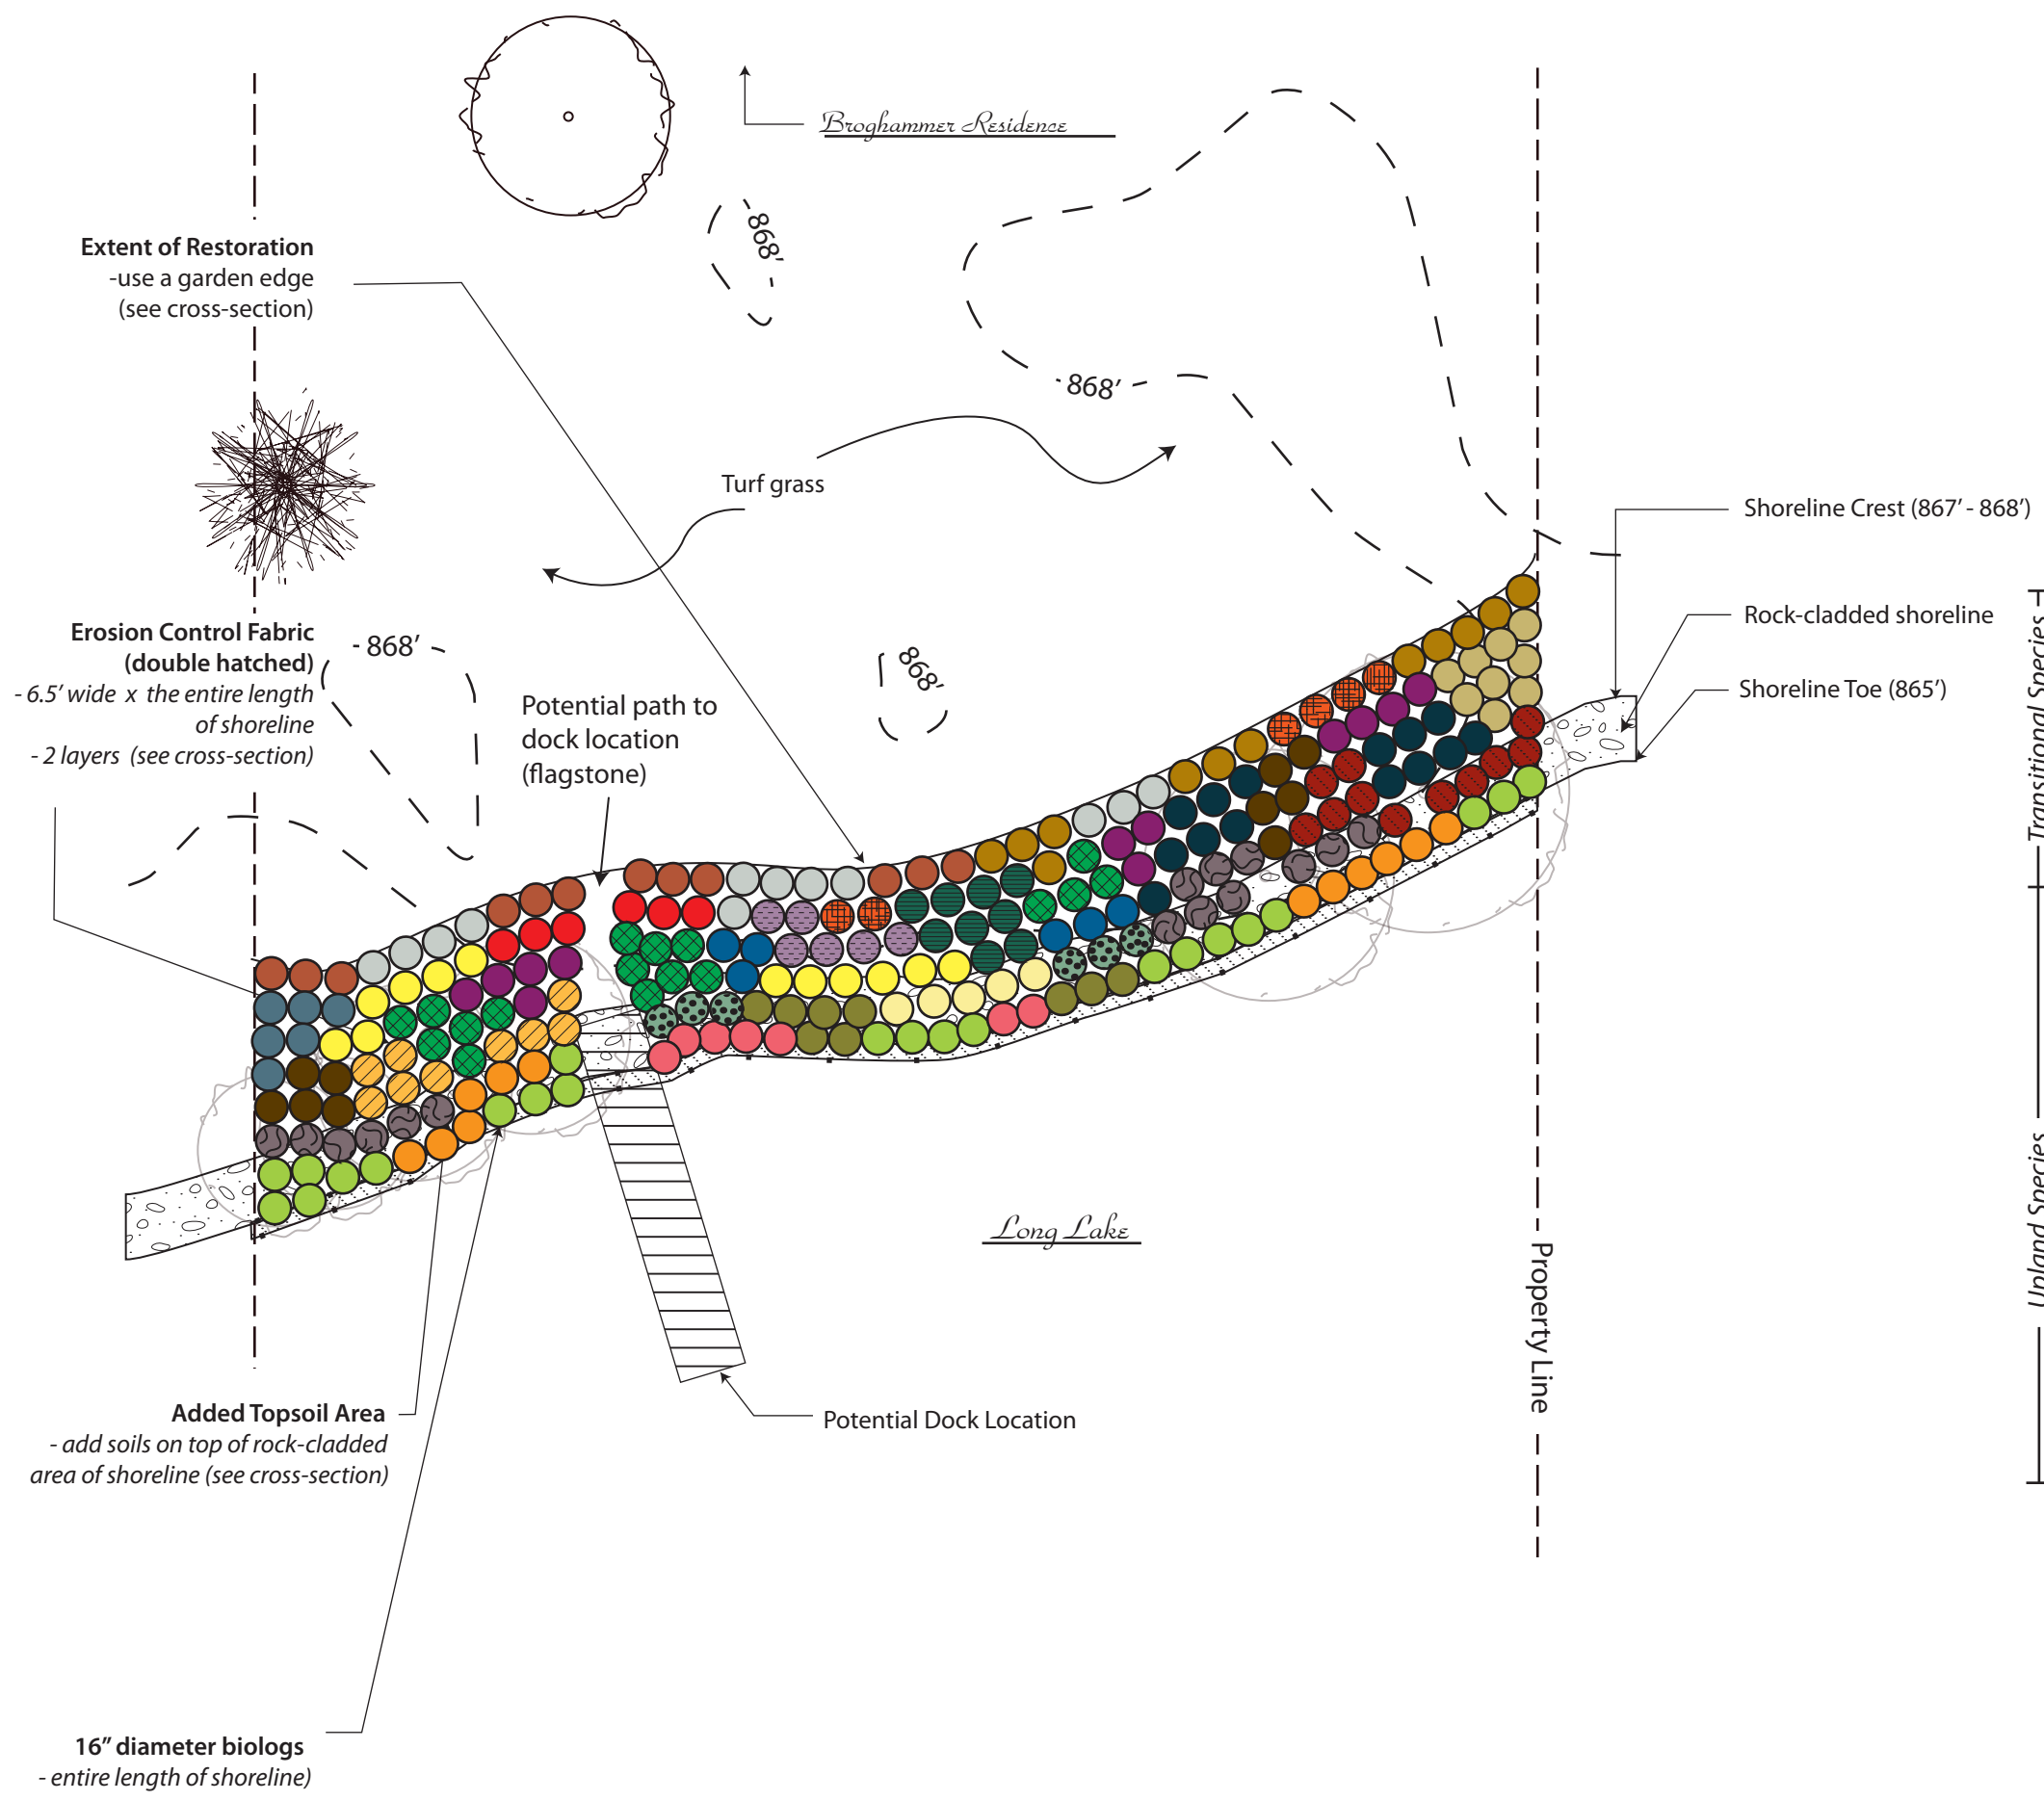 Broghammer Residence
868'
Extent of Restoration
-use a garden edge
(see cross-section)
868'
Turf grass
Shoreline Crest (867' - 868')
Rock-cladded shoreline
Shoreline Toe (865')
Erosion Control Fabric
(double hatched)
- 6.5' wide x the entire length
of shoreline
- 2 layers (see cross-section)
868'
868'
Potential path to
dock location
(flagstone)
Transitional Species
Upland Species
Long Lake
Property Line
Added Topsoil Area
- add soils on top of rock-cladded
area of shoreline (see cross-section)
Potential Dock Location
16" diameter biologs
- entire length of shoreline)